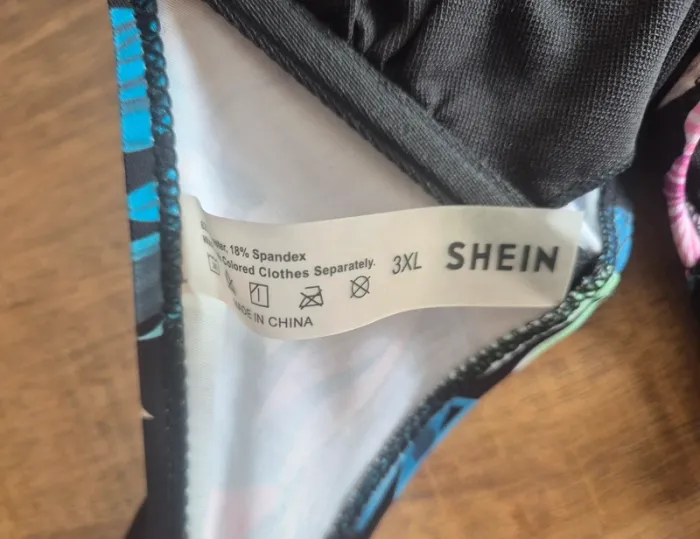 18% Spandex
Colored Clothes Separately.
3XL SHEIN
MADE IN CHINA